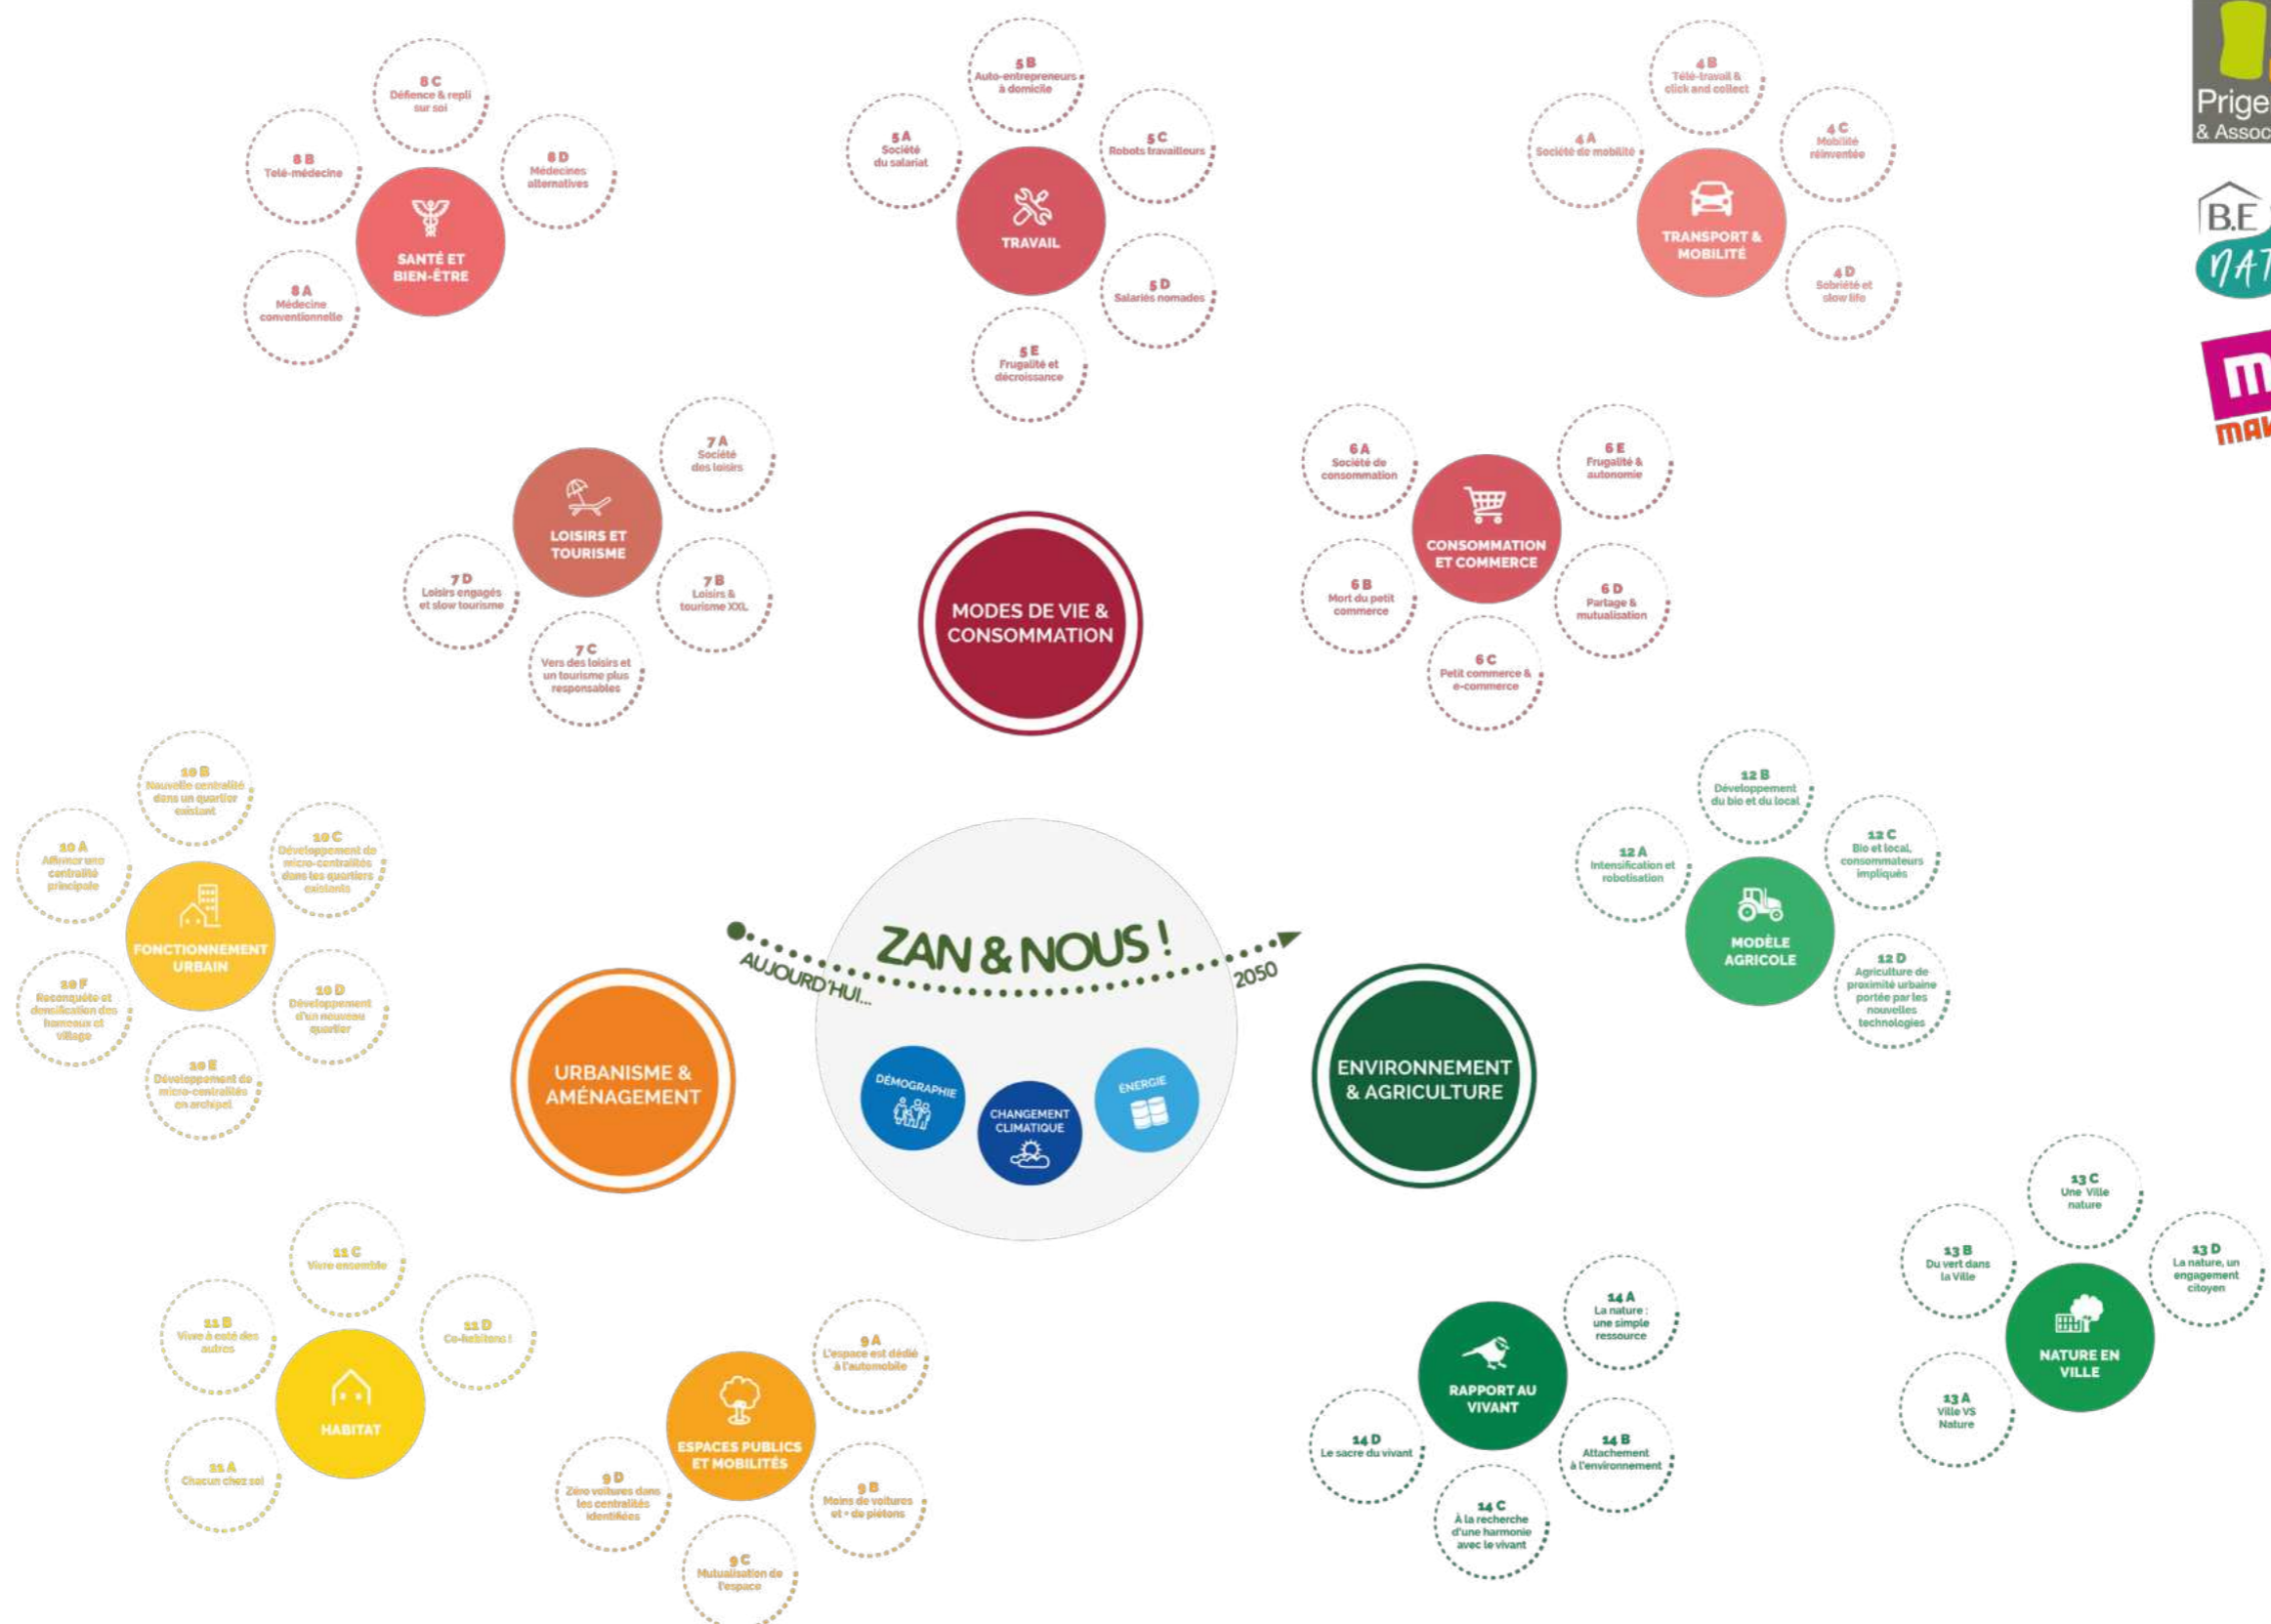 8 C
Défience & repli
sur soi
8 B
Telé-médecine
8 D
Médecines
alternatives
SANTÉ ET
BIEN-ÊTRE
8 A
Médecine
conventionnelle
5 B
Auto-entrepreneurs
à domicile
5 A
Société
du salariat
5 C
Robots travailleurs
TRAVAIL
5 D
Salariés nomades
5 E
Frugalité et
décroissance
4 B
Télé-travail &
click and collect
4 A
Société de mobilité
4 C
Mobilité
réinventée
TRANSPORT &
MOBILITÉ
4 D
Sobriété et
slow life
Prige
& Assoc
B.E
NAT
7 A
Société
des loisirs
LOISIRS ET
TOURISME
7 D
Loisirs engagés
et slow tourisme
7 B
Loisirs &
tourisme XXL
7 C
Vers des loisirs et
un tourisme plus
responsables
MODES DE VIE &
CONSOMMATION
6 A
Société de
consommation
6 E
Frugalité &
autonomie
CONSOMMATION
ET COMMERCE
6 B
Mort du petit
commerce
6 D
Partage &
mutualisation
6 C
Petit commerce &
e-commerce
10 B
Nouvelle centralité
dans un quartier
existant
10 A
Affirmer une
centralité
principale
10 C
Développement de
micro-centralités
dans les quartiers
existants
FONCTIONNEMENT
URBAIN
10 F
Reconquête et
densification des
hameaux et
village
10 D
Développement
d'un nouveau
quartier
10 E
Développement de
micro-centralités
en archipel
ZAN & NOUS !
AUJOURD'HUI...
2050
DÉMOGRAPHIE
CHANGEMENT
CLIMATIQUE
ENERGIE
URBANISME &
AMÉNAGEMENT
ENVIRONNEMENT
& AGRICULTURE
12 B
Développement
du bio et du local
12 A
Intensification et
robotisation
12 C
Bio et local,
consommateurs
impliqués
MODÈLE
AGRICOLE
12 D
Agriculture de
proximité urbaine
portée par les
nouvelles
technologies
11 C
Vivre ensemble
11 B
Vivre à coté des
autres
11 D
Co-habitons !
HABITAT
11 A
Chacun chez soi
9 A
L'espace est dédié
à l'automobile
ESPACES PUBLICS
ET MOBILITÉS
9 D
Zéro voitures dans
les centralités
identifiées
9 B
Moins de voitures
et + de piétons
9 C
Mutualisation de
l'espace
14 A
La nature :
une simple
ressource
RAPPORT AU
VIVANT
14 D
Le sacre du vivant
14 B
Attachement
à l'environnement
14 C
À la recherche
d'une harmonie
avec le vivant
13 C
Une Ville
nature
13 B
Du vert dans
la Ville
13 D
La nature, un
engagement
citoyen
NATURE EN
VILLE
13 A
Ville VS
Nature